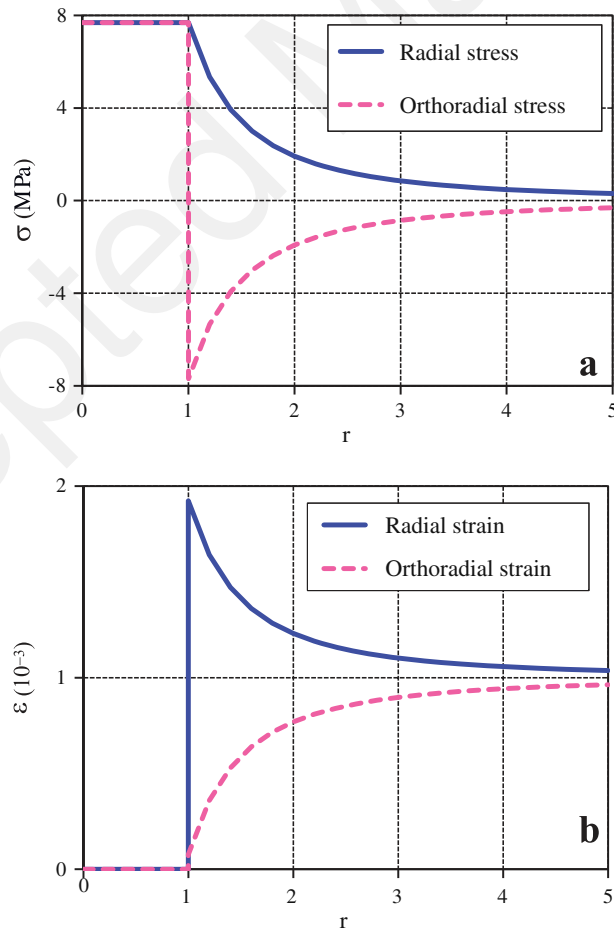 8
Radial stress
Orthoradial stress
4
0
-4
-8
σ (MPa)
a
0 1 2 3 4 5
r
2
Radial strain
Orthoradial strain
1
0
ε (10⁻³)
b
0 1 2 3 4 5
r